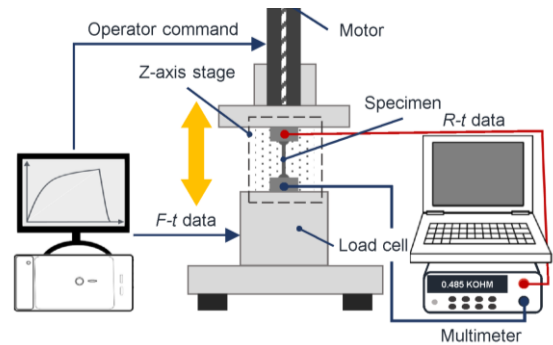 Operator command
Motor
Z-axis stage
Specimen
R-t data
F-t data
Load cell
0.485 KOHM
Multimeter